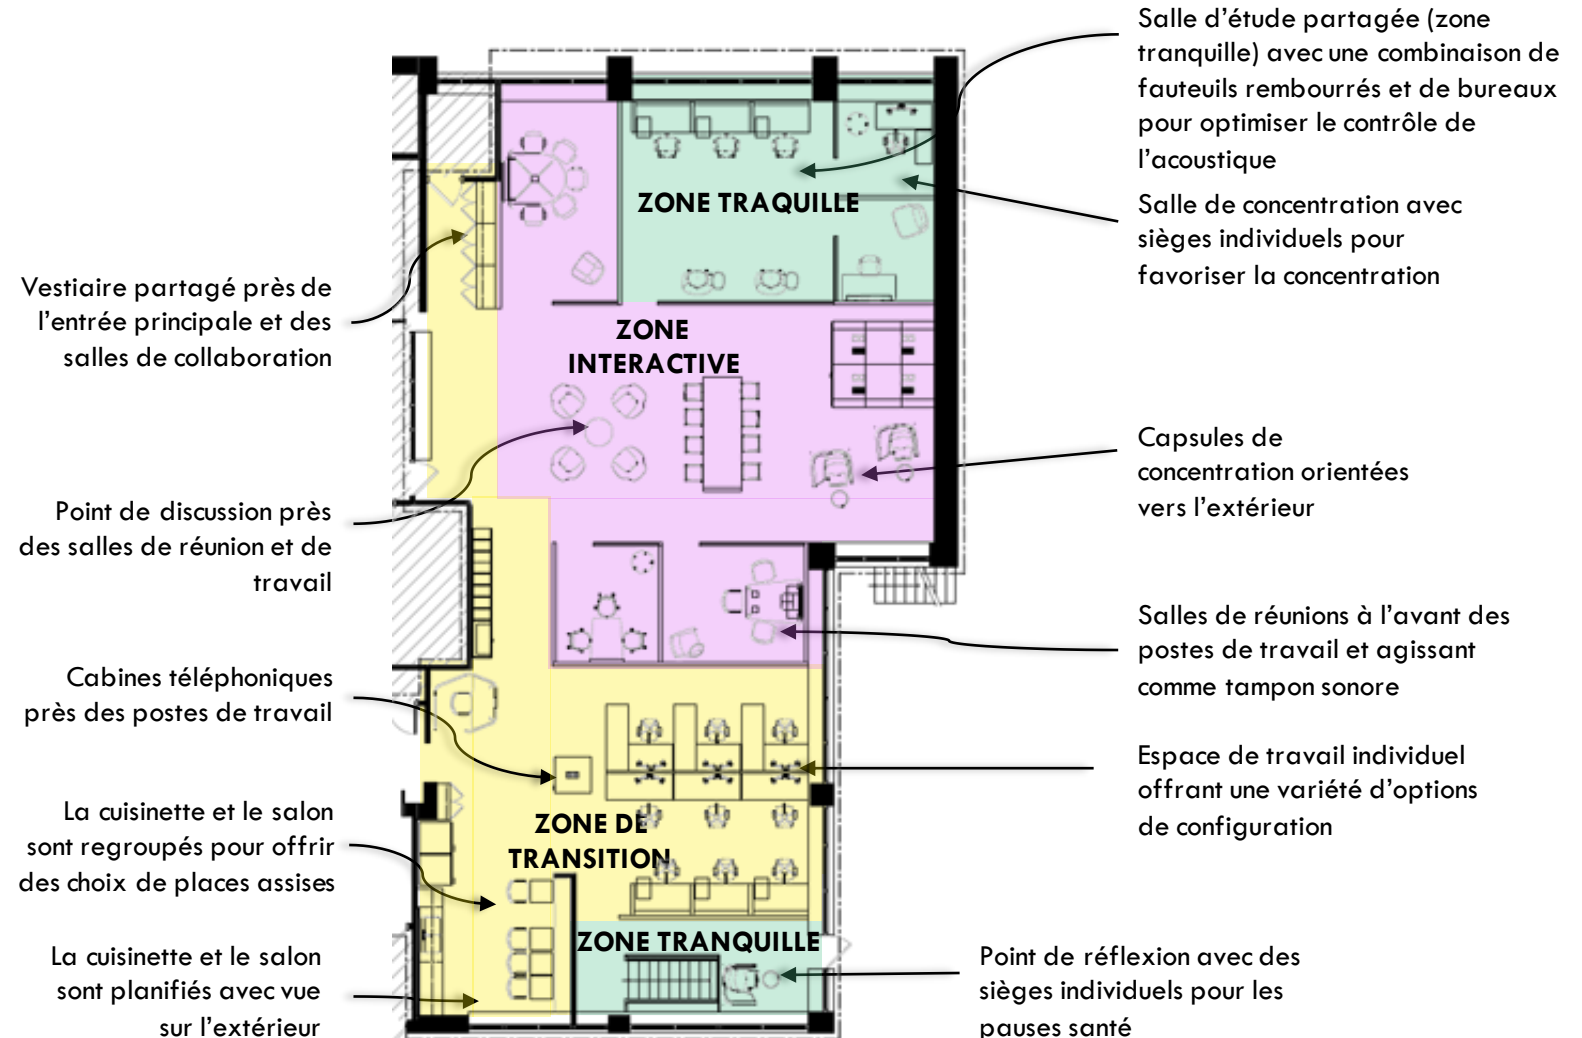 Salle d’étude partagée (zone
tranquille) avec une combinaison de
fauteuils rembourrés et de bureaux
pour optimiser le contrôle de
l’acoustique
Salle de concentration avec
sièges individuels pour
favoriser la concentration
Capsules de
concentration orientées
vers l’extérieur
Salles de réunions à l’avant des
postes de travail et agissant
comme tampon sonore
Espace de travail individuel
offrant une variété d’options
de configuration
Point de réflexion avec des
sièges individuels pour les
pauses santé
Vestiaire partagé près de
l’entrée principale et des
salles de collaboration
Point de discussion près
des salles de réunion et de
travail
Cabines téléphoniques
près des postes de travail
La cuisinette et le salon
sont regroupés pour offrir
des choix de places assises
La cuisinette et le salon
sont planifiés avec vue
sur l’extérieur
ZONE TRAQUILLE
ZONE
INTERACTIVE
ZONE DE
TRANSITION
ZONE TRANQUILLE